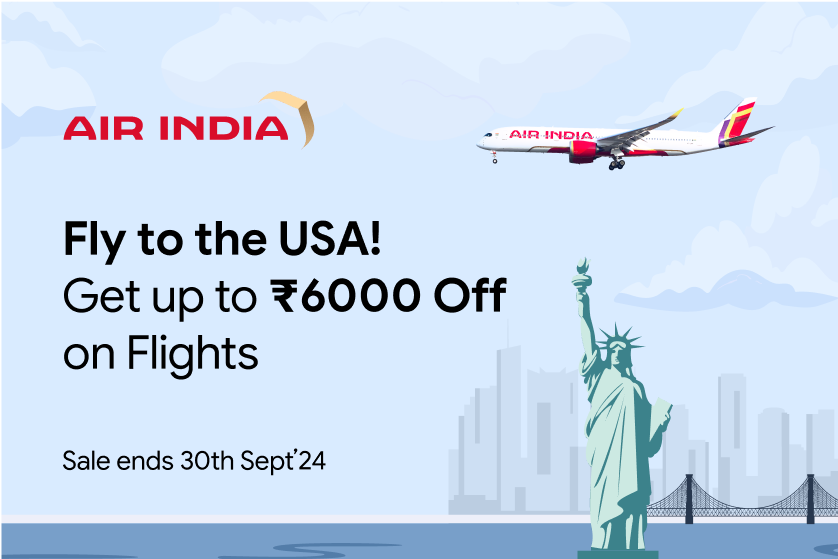 AIR INDIA
AIR INDIA
Fly to the USA!
Get up to ₹6000 Off
on Flights
Sale ends 30th Sept'24